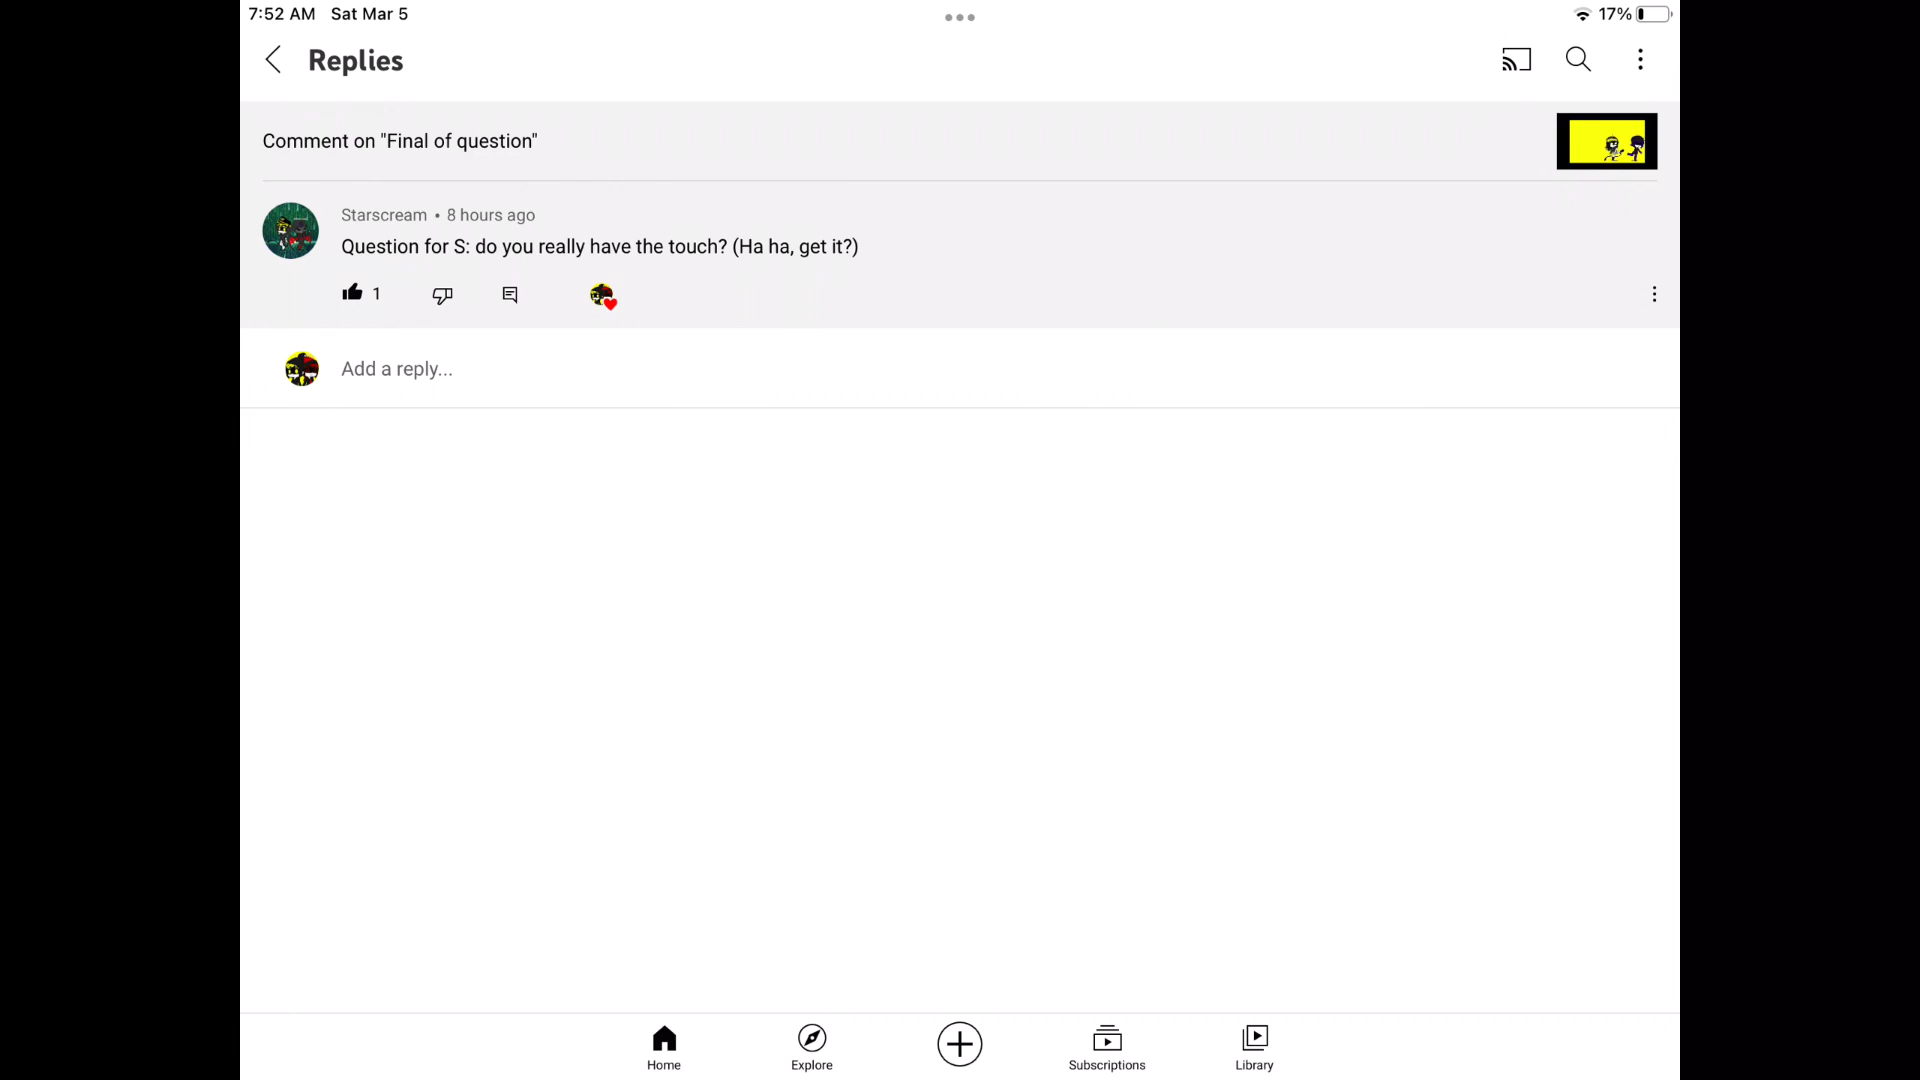 7:52 AM Sat Mar 5
17%
Replies
Comment on "Final of question"
Starscream • 8 hours ago
Question for S: do you really have the touch? (Ha ha, get it?)
1
Add a reply...
Home Explore Subscriptions Library